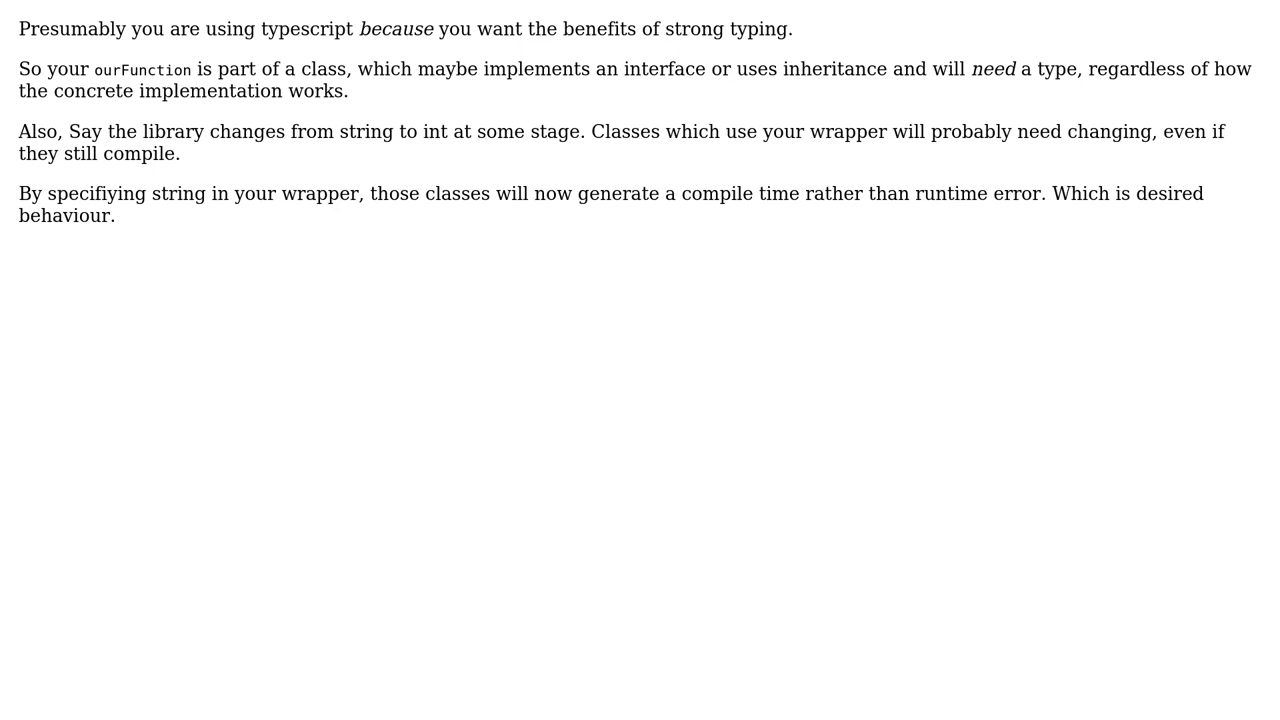 Presumably you are using typescript because you want the benefits of strong typing.
So your ourFunction is part of a class, which maybe implements an interface or uses inheritance and will need a type, regardless of how
the concrete implementation works.
Also, Say the library changes from string to int at some stage. Classes which use your wrapper will probably need changing, even if
they still compile.
By specifiying string in your wrapper, those classes will now generate a compile time rather than runtime error. Which is desired
behaviour.